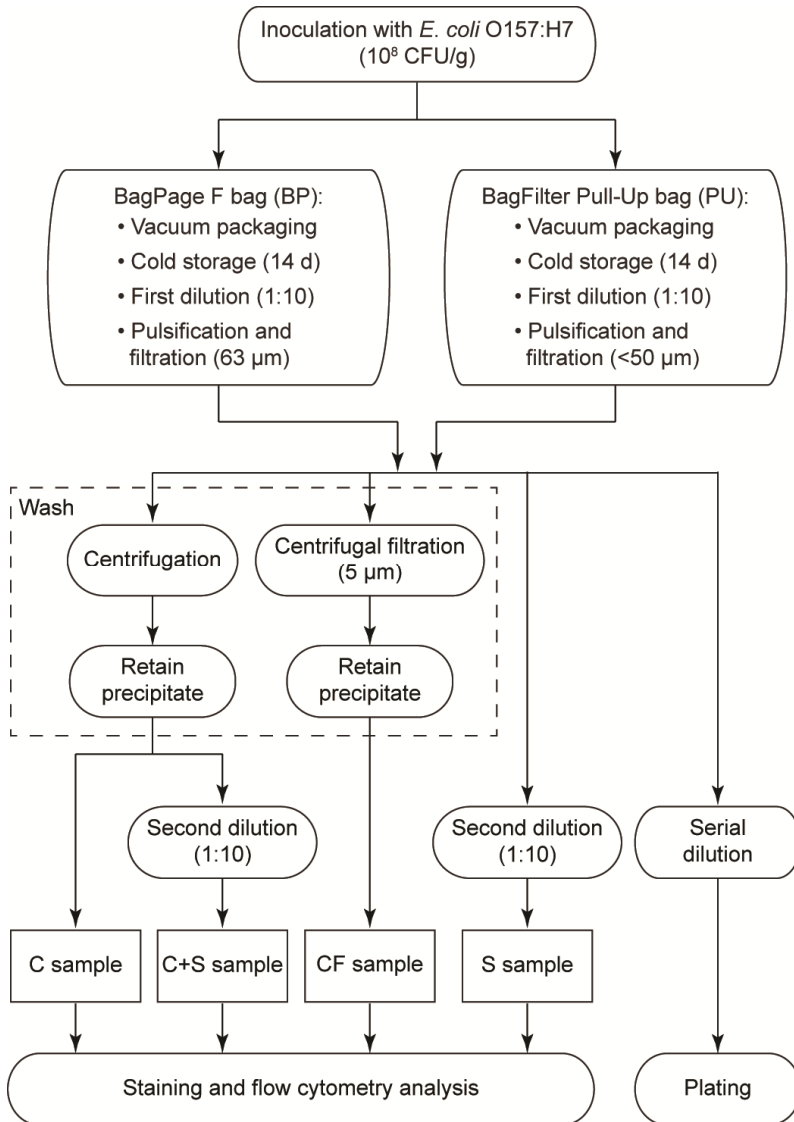 Inoculation with E. coli O157:H7
(10⁸ CFU/g)
BagPage F bag (BP):
• Vacuum packaging
• Cold storage (14 d)
• First dilution (1:10)
• Pulsification and
filtration (63 µm)
BagFilter Pull-Up bag (PU):
• Vacuum packaging
• Cold storage (14 d)
• First dilution (1:10)
• Pulsification and
filtration (<50 µm)
Wash
Centrifugation
Centrifugal filtration
(5 µm)
Retain
precipitate
Retain
precipitate
Second dilution
(1:10)
Second dilution
(1:10)
Serial
dilution
C sample
C+S sample
CF sample
S sample
Staining and flow cytometry analysis
Plating